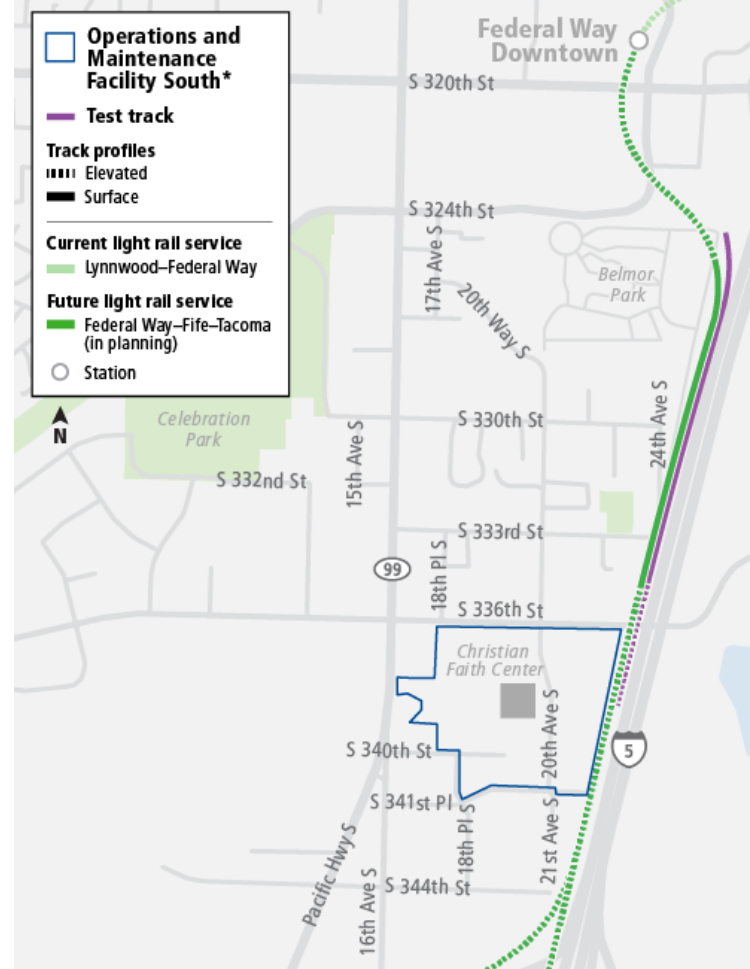 Operations and
Maintenance
Facility South*
Test track
Track profiles
Elevated
Surface
Current light rail service
Lynnwood–Federal Way
Future light rail service
Federal Way–Fife–Tacoma
(in planning)
Station
N
Federal Way
Downtown
S 320th St
S 324th St
17th Ave S
20th Way S
Belmor
Park
Celebration
Park
S 330th St
24th Ave S
15th Ave S
S 332nd St
S 333rd St
99
18th Pl S
S 336th St
Christian
Faith Center
20th Ave S
S 340th St
5
S 341st Pl
18th Pl S
21st Ave S
Pacific Hwy S
16th Ave S
S 344th St